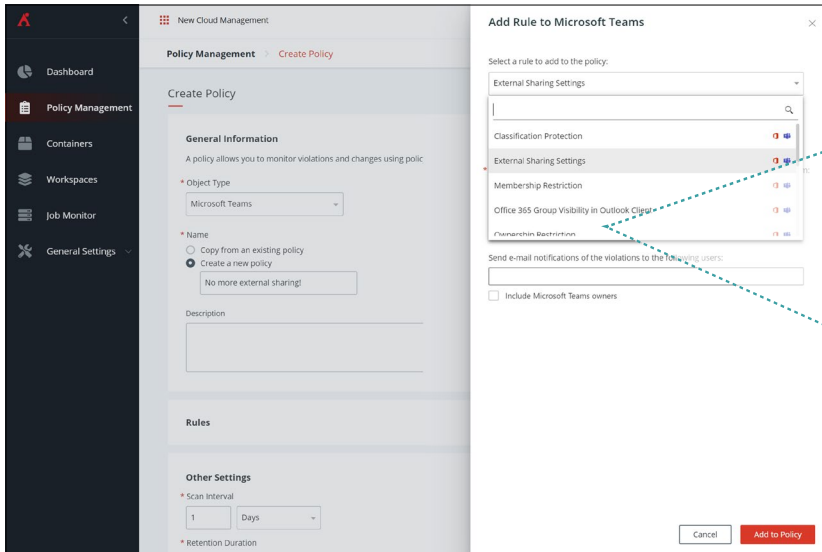 New Cloud Management
Policy Management > Create Policy
Dashboard
Policy Management
Containers
Workspaces
Job Monitor
General Settings
Create Policy
General Information
A policy allows you to monitor violations and changes using polic
* Object Type
Microsoft Teams
* Name
Copy from an existing policy
Create a new policy
No more external sharing!
Description
Rules
Other Settings
* Scan Interval
1 Days
* Retention Duration
Add Rule to Microsoft Teams
Select a rule to add to the policy:
External Sharing Settings
Classification Protection
External Sharing Settings
Membership Restriction
Office 365 Group Visibility in Outlook Client
Ownership Restriction
Send e-mail notifications of the violations to the following users:
Include Microsoft Teams owners
Cancel Add to Policy